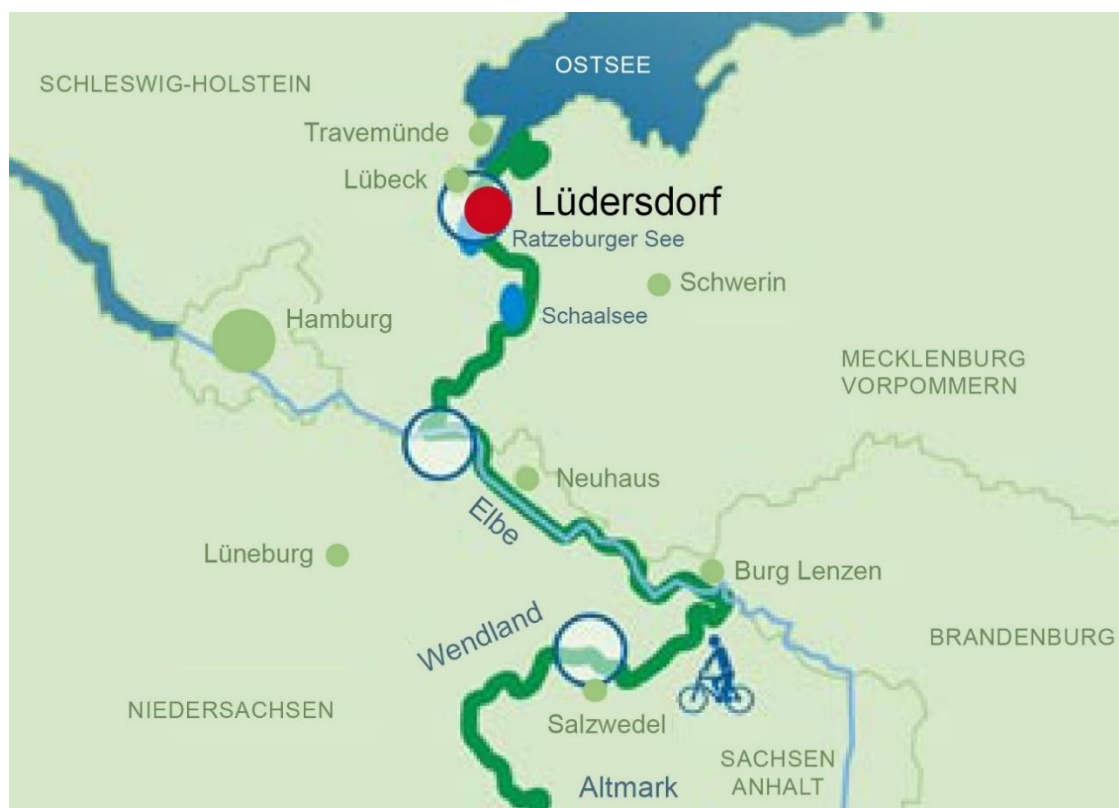 OSTSEE
SCHLESWIG-HOLSTEIN
Travemünde
Lübeck
Lüdersdorf
Ratzeburger See
Schwerin
Hamburg
Schaalsee
MECKLENBURG
VORPOMMERN
Neuhaus
Elbe
Lüneburg
Burg Lenzen
Wendland
BRANDENBURG
NIEDERSACHSEN
Salzwedel
SACHSEN
ANHALT
Altmark